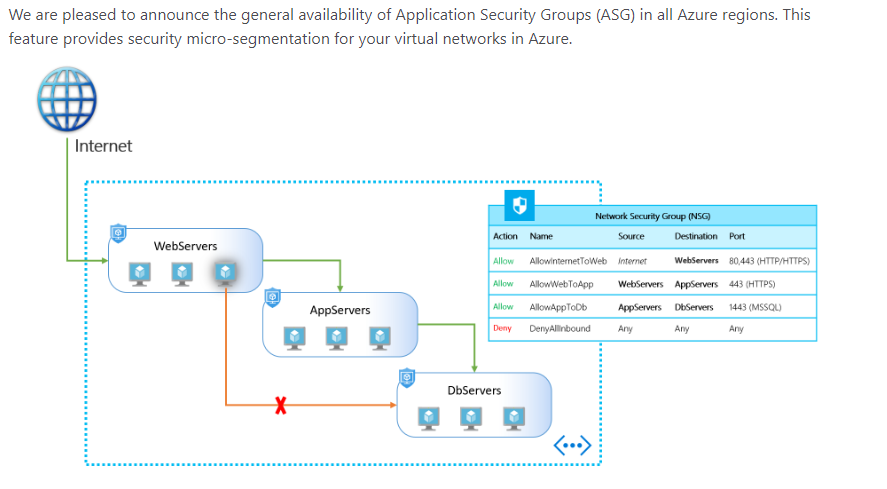 We are pleased to announce the general availability of Application Security Groups (ASG) in all Azure regions. This
feature provides security micro-segmentation for your virtual networks in Azure.
Internet
WebServers
AppServers
DbServers
Network Security Group (NSG)
Action Name Source Destination Port
Allow AllowInternetToWeb Internet WebServers 80,443 (HTTP/HTTPS)
Allow AllowWebToApp WebServers AppServers 443 (HTTPS)
Allow AllowAppToDb AppServers DbServers 1443 (MSSQL)
Deny DenyAllInbound Any Any Any